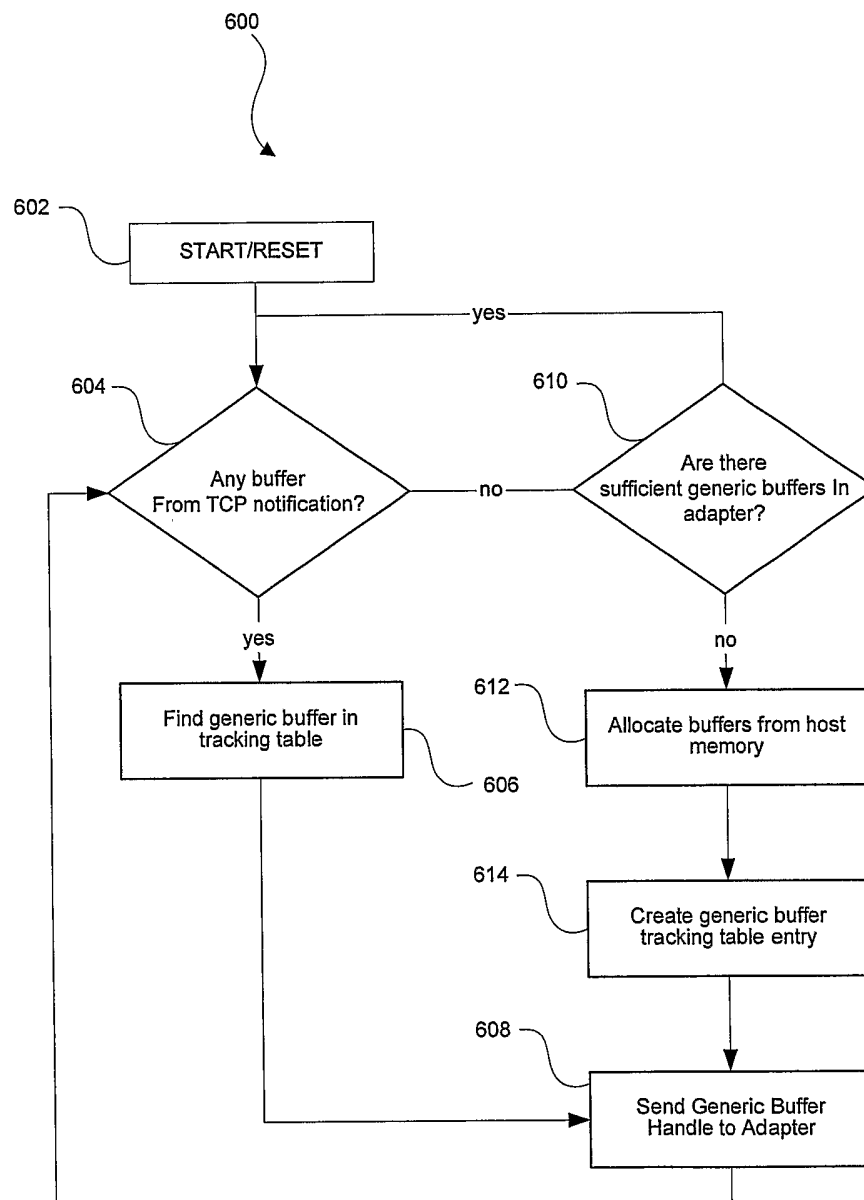 600
602
START/RESET
yes
604
610
Any buffer
From TCP notification?
no
Are there
sufficient generic buffers In
adapter?
yes
no
Find generic buffer in
tracking table
606
612
Allocate buffers from host
memory
614
Create generic buffer
tracking table entry
608
Send Generic Buffer
Handle to Adapter